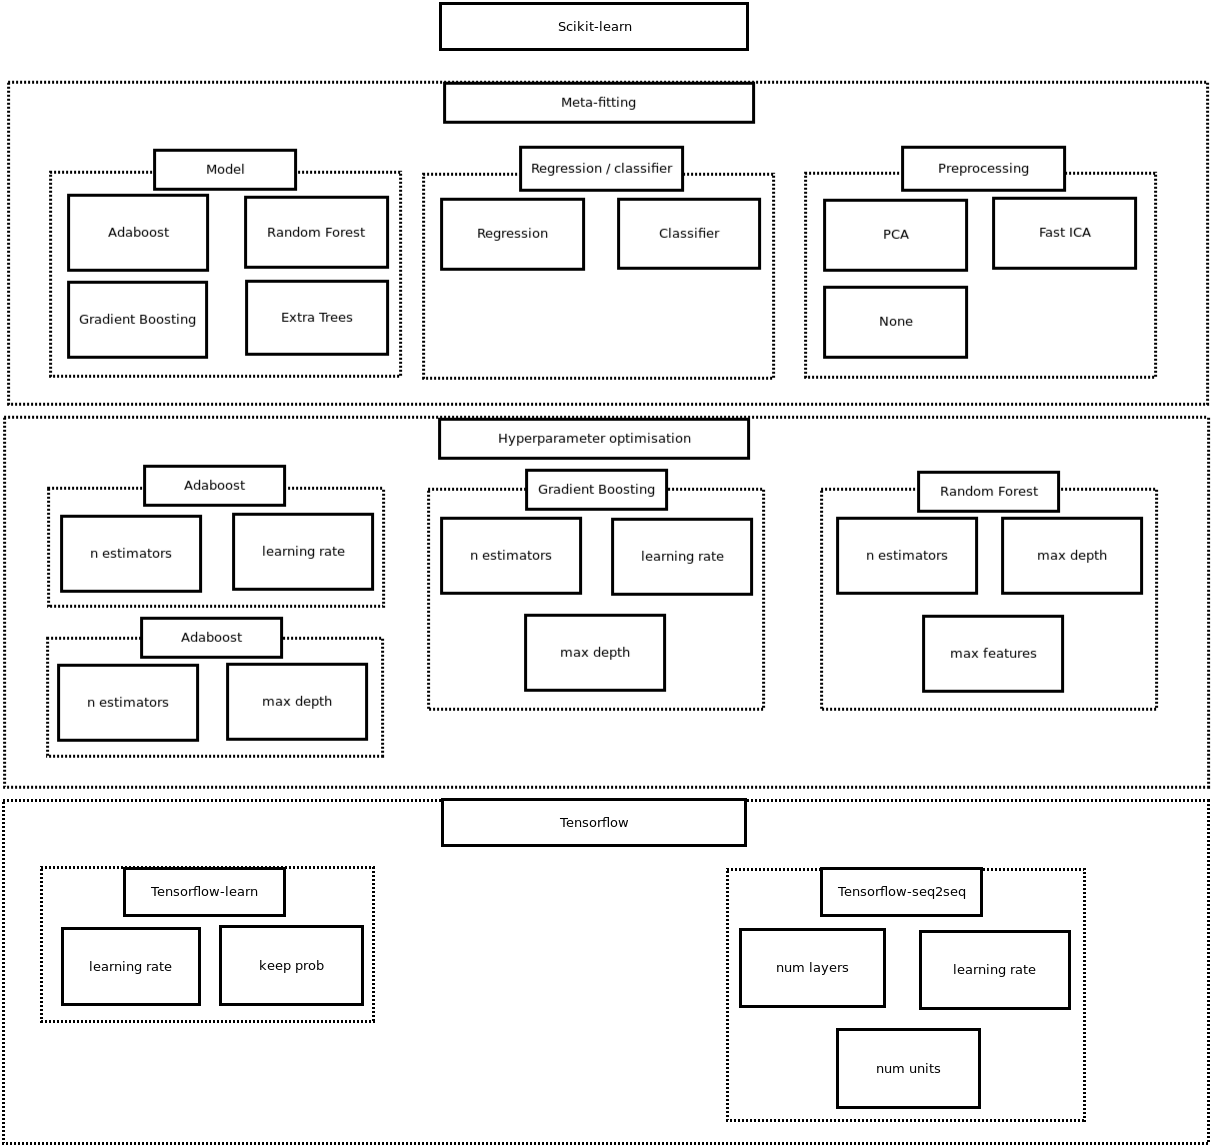 Scikit-learn
Meta-fitting
Model
Adaboost
Random Forest
Gradient Boosting
Extra Trees
Regression / classifier
Regression
Classifier
Preprocessing
PCA
Fast ICA
None
Hyperparameter optimisation
Adaboost
n estimators
learning rate
Adaboost
n estimators
max depth
Gradient Boosting
n estimators
learning rate
max depth
Random Forest
n estimators
max depth
max features
Tensorflow
Tensorflow-learn
learning rate
keep prob
Tensorflow-seq2seq
num layers
learning rate
num units